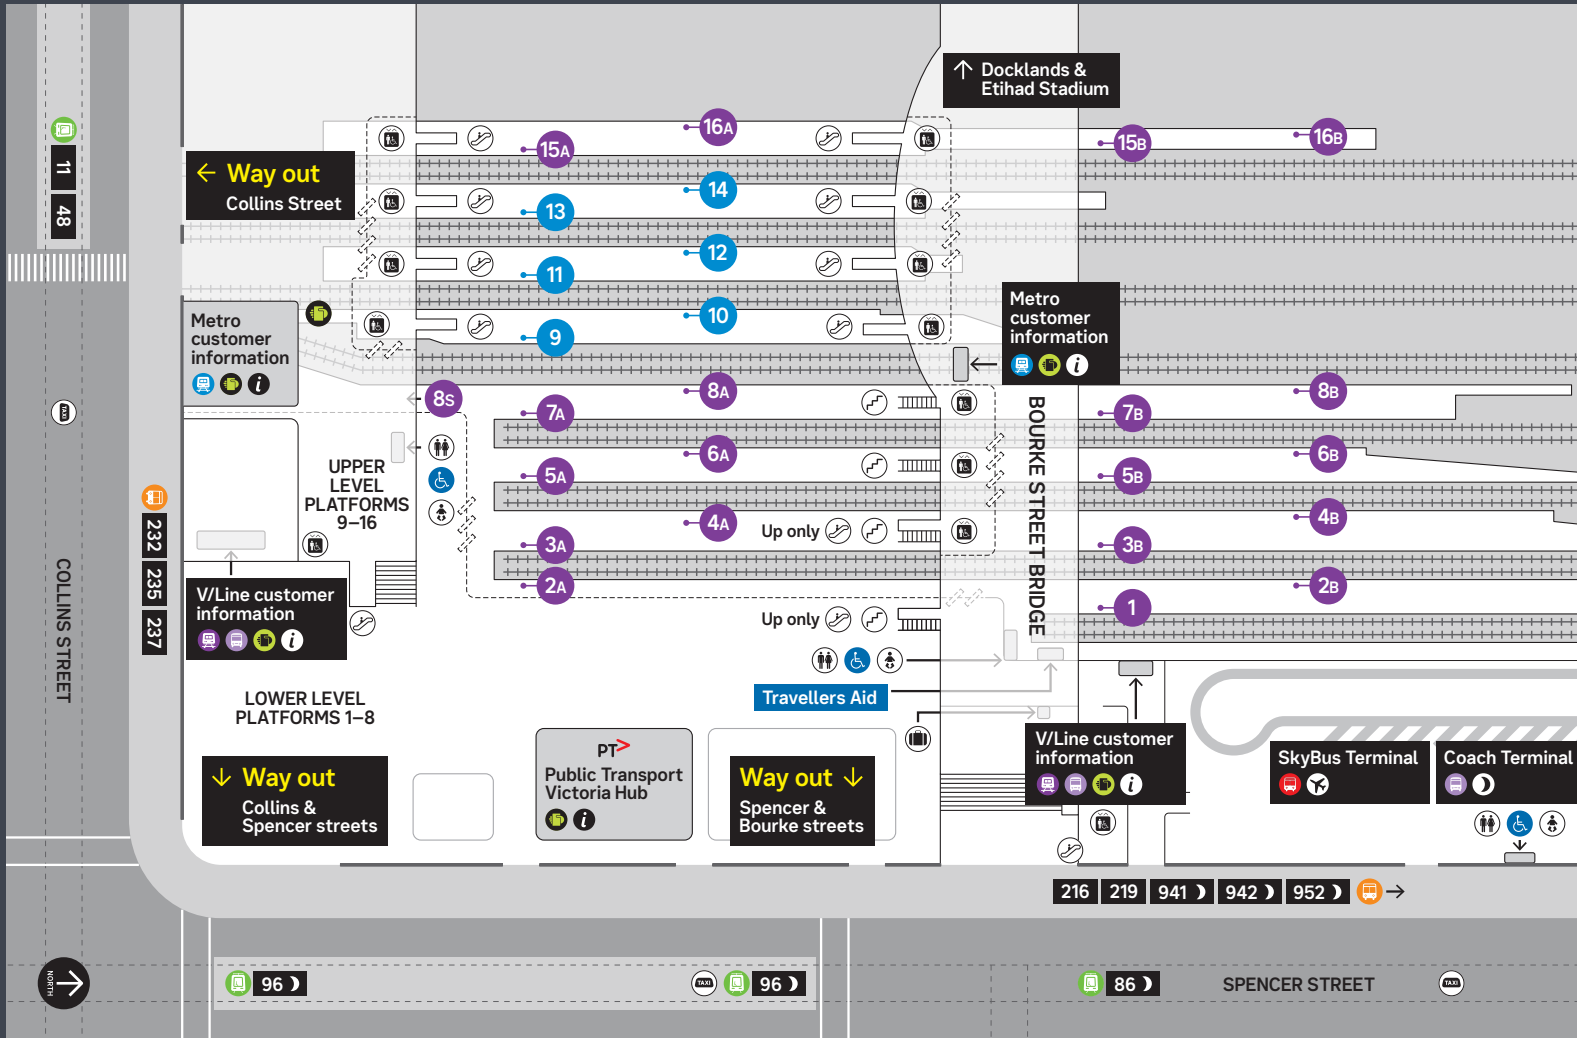 Docklands &
Etihad Stadium
16A
15A
15B
16B
11
48
Way out
Collins Street
14
13
12
11
10
9
Metro
customer
information
i
Metro
customer
information
i
8S
8A
7A
8B
7B
TAXI
6A
5A
6B
5B
UPPER
LEVEL
PLATFORMS
9–16
BOURKE STREET BRIDGE
4A
Up only
3A
4B
3B
2A
2B
1
232
235
237
COLLINS STREET
V/Line customer
information
i
Up only
Travellers Aid
LOWER LEVEL
PLATFORMS 1–8
Way out
Collins &
Spencer streets
PT
Public Transport
Victoria Hub
i
Way out
Spencer &
Bourke streets
V/Line customer
information
i
SkyBus Terminal
Coach Terminal
216
219
941
942
952
NORTH
96
TAXI
96
86
SPENCER STREET
TAXI